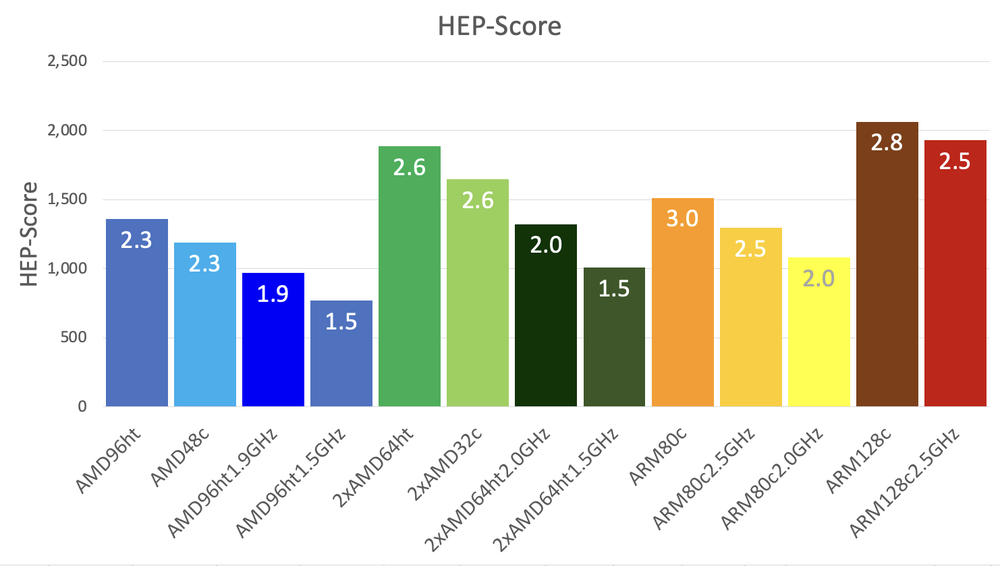 HEP-Score
HEP-Score
2,500
2,000
1,500
1,000
500
0
2.3
2.3
1.9
1.5
2.6
2.6
2.0
1.5
3.0
2.5
2.0
2.8
2.5
AMD96ht
AMD48c
AMD96ht1.9GHz
AMD96ht1.5GHz
2xAMD64ht
2xAMD32c
2xAMD64ht2.0GHz
2xAMD64ht1.5GHz
ARM80c
ARM80c2.5GHz
ARM80c2.0GHz
ARM128c
ARM128c2.5GHz